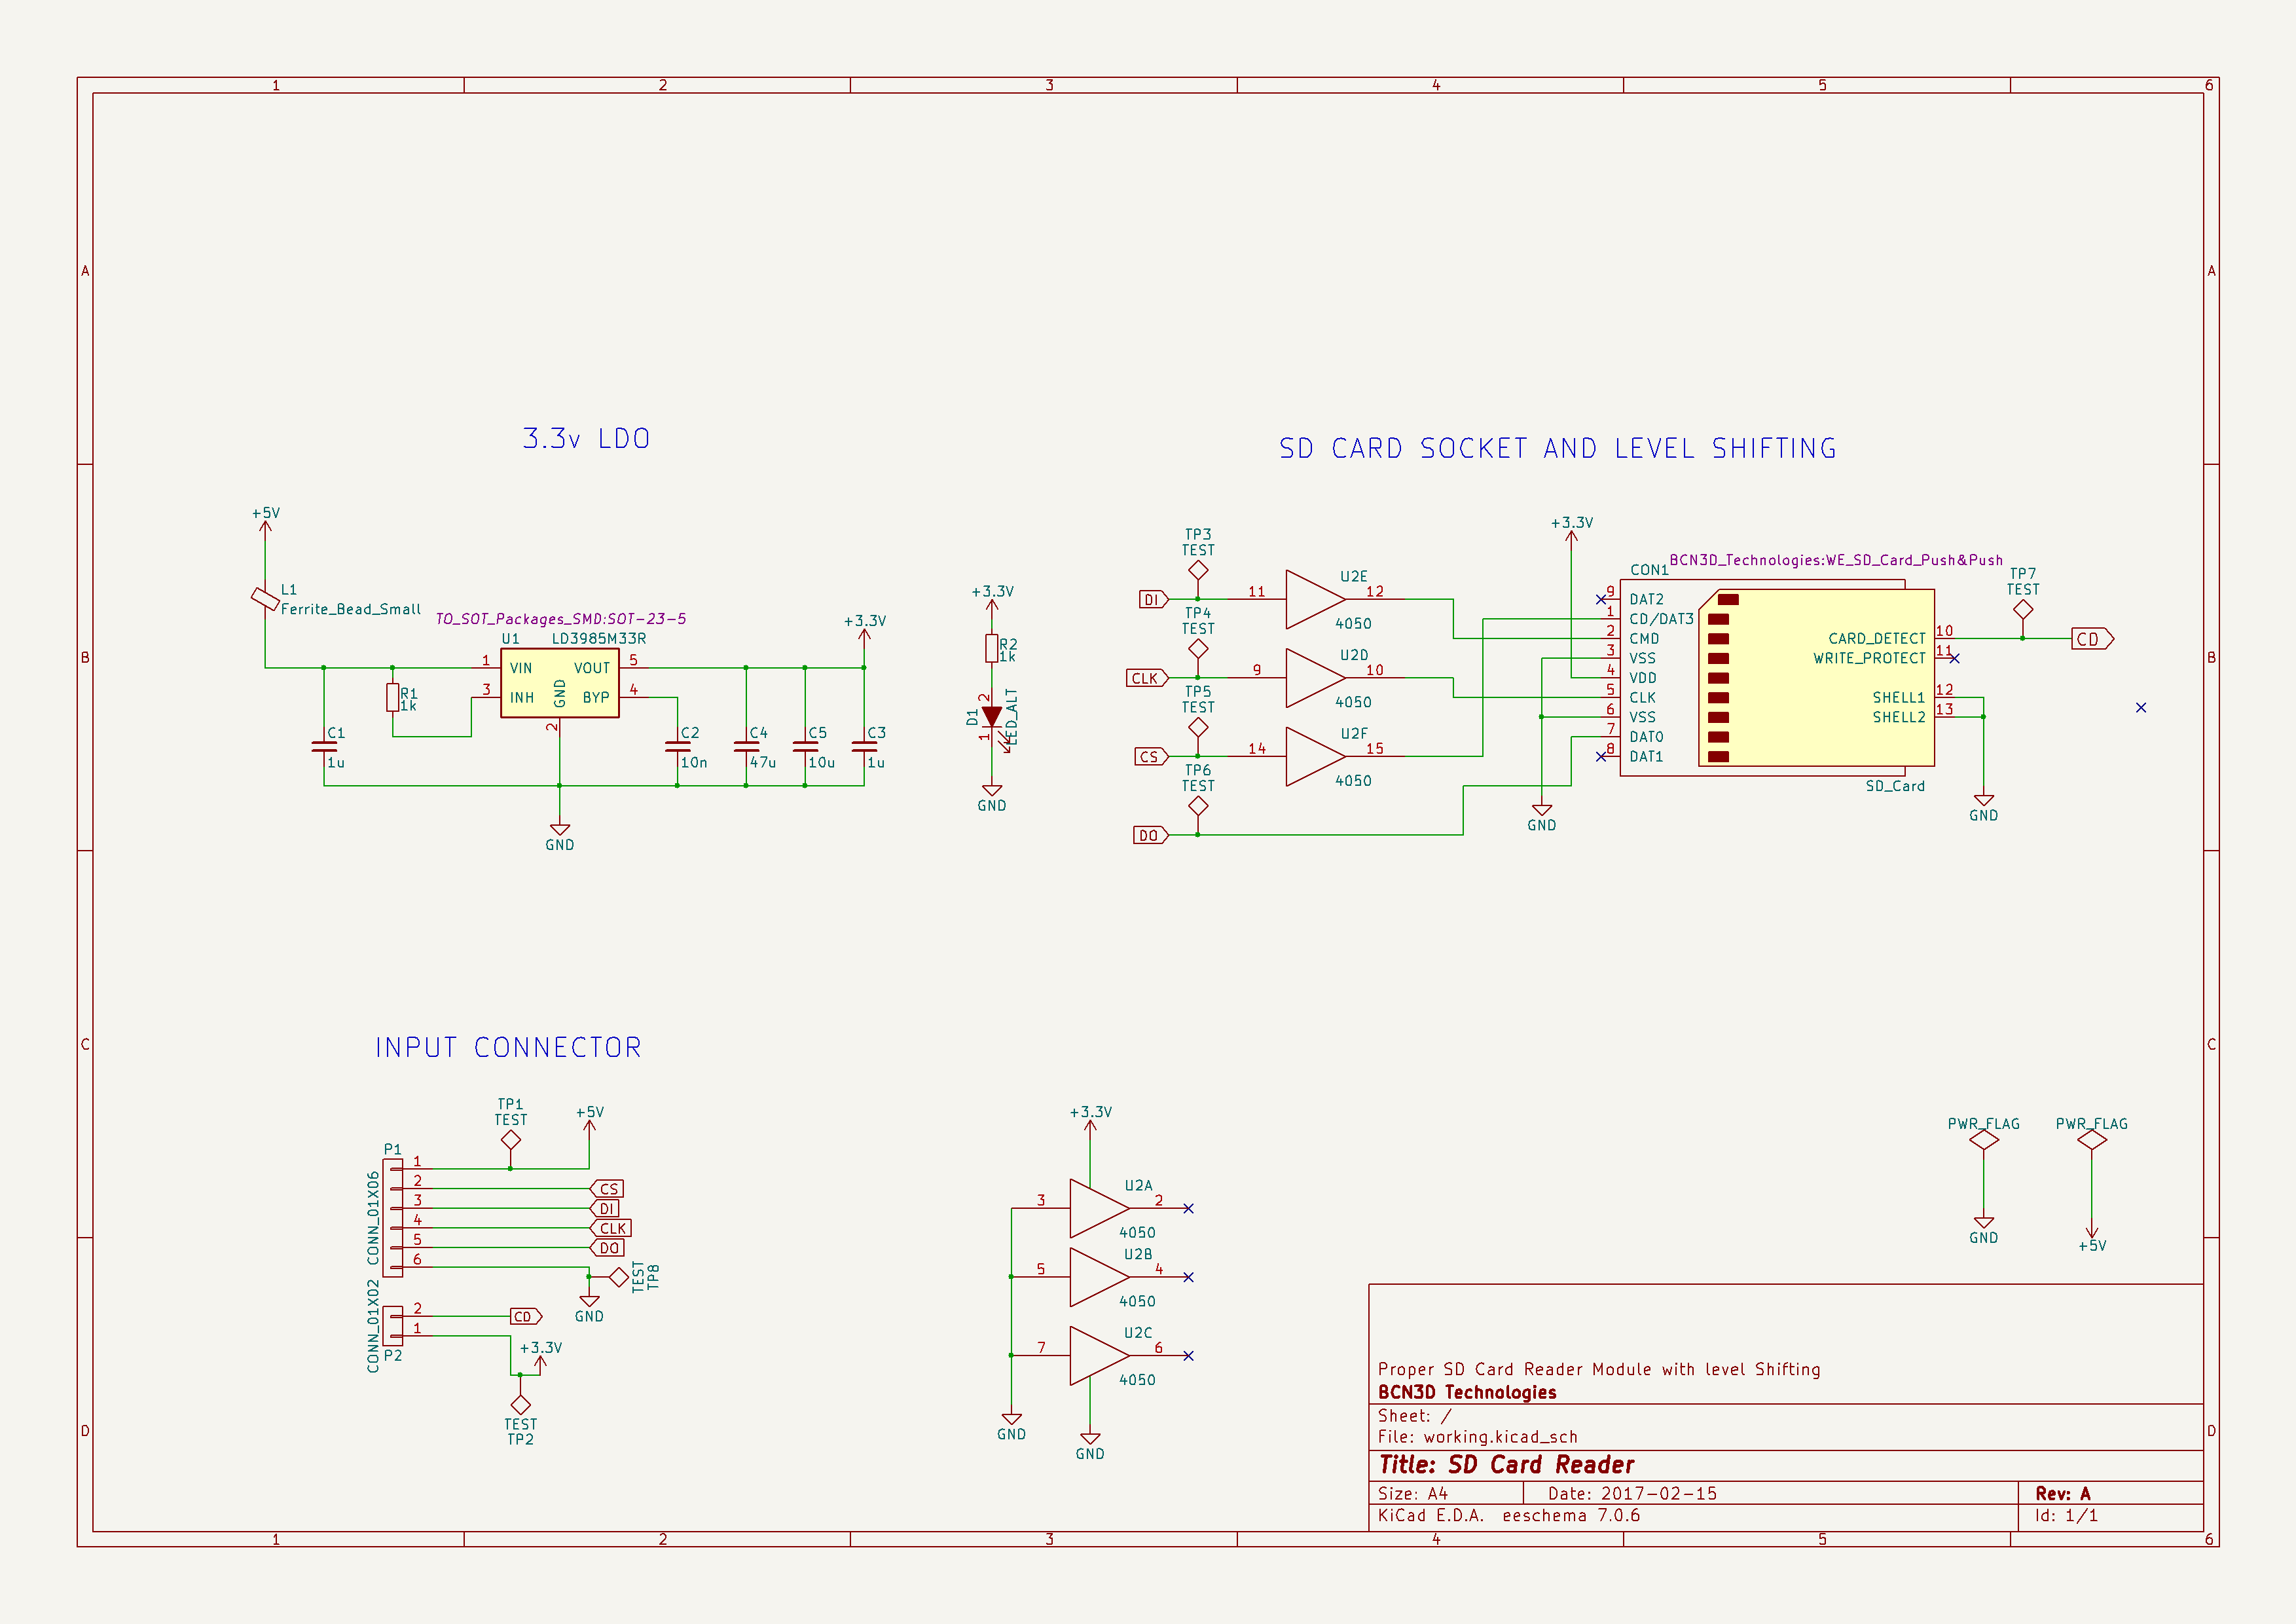 1 2 3 4 5 6
A A
B B
C C
D D
3.3v LDO
+5V
L1
Ferrite_Bead_Small
TO_SOT_Packages_SMD:SOT-23-5
U1 LD3985M33R
1 VIN VOUT 5
3 INH GND BYP 4
2
R1
1k
C1
1u
C2
10n
C4
47u
C5
10u
C3
1u
+3.3V
GND
+3.3V
R2
1k
D1
2
1
LED_ALT
GND
SD CARD SOCKET AND LEVEL SHIFTING
TP3
TEST
DI 11 12
U2E
4050
TP4
TEST
CLK 9 10
U2D
4050
TP5
TEST
CS 14 15
U2F
4050
TP6
TEST
DO
+3.3V
GND
BCN3D_Technologies:WE_SD_Card_Push&Push
CON1
9 DAT2
1 CD/DAT3
2 CMD
3 VSS
4 VDD
5 CLK
6 VSS
7 DAT0
8 DAT1
CARD_DETECT 10
WRITE_PROTECT 11
SHELL1 12
SHELL2 13
SD_Card
TP7
TEST
CD
GND
INPUT CONNECTOR
TP1
TEST
+5V
P1
CONN_01X06
1
2 CS
3 DI
4 CLK
5 DO
6
TEST
TP8
GND
CONN_01X02
2 CD
1
P2
+3.3V
TEST
TP2
+3.3V
U2A
3 2
4050
U2B
5 4
4050
U2C
7 6
4050
GND
GND
PWR_FLAG PWR_FLAG
GND +5V
Proper SD Card Reader Module with level Shifting
BCN3D Technologies
Sheet: /
File: working.kicad_sch
Title: SD Card Reader
Size: A4 Date: 2017-02-15 Rev: A
KiCad E.D.A. eeschema 7.0.6 Id: 1/1
1 2 3 4 5 6